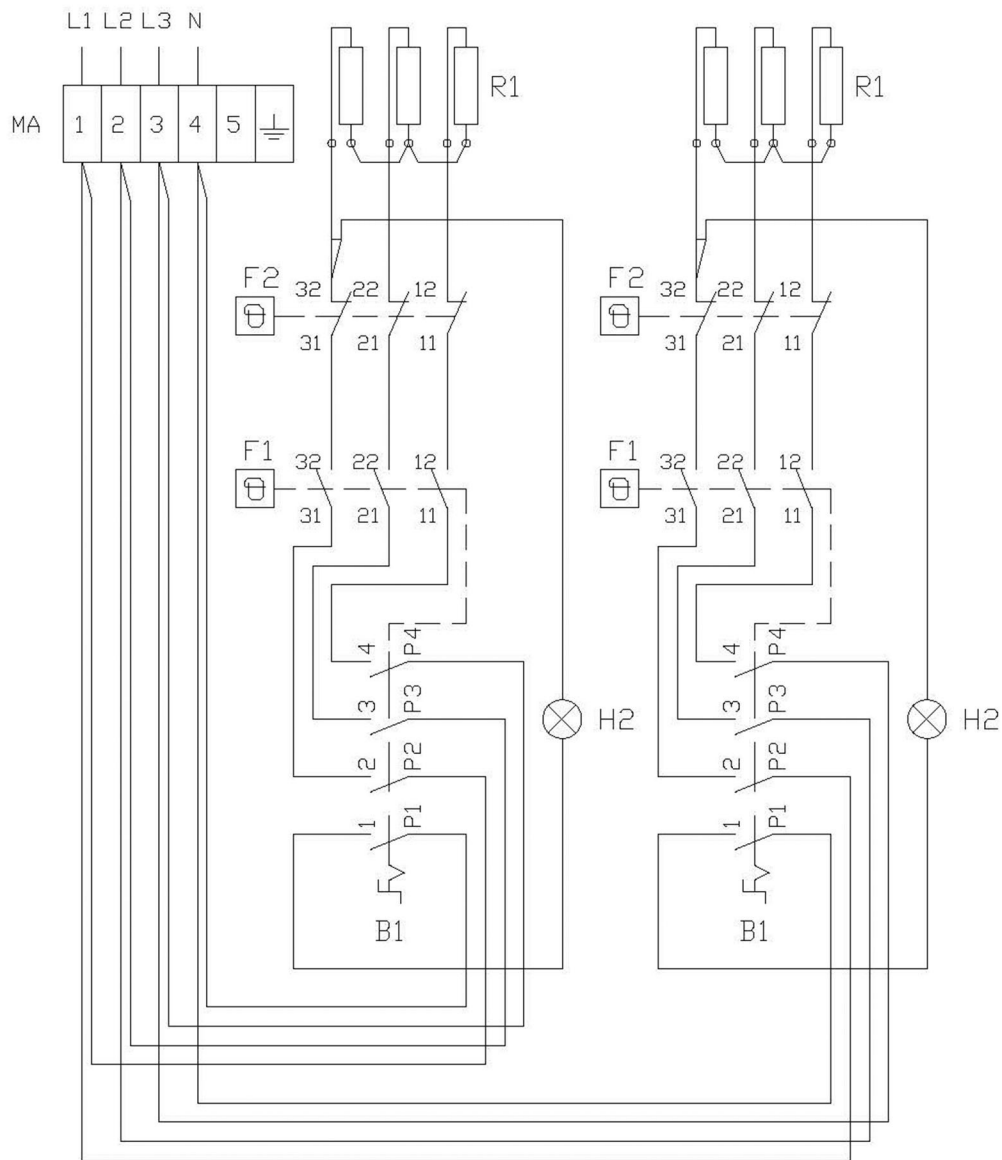 L1 L2 L3 N
MA 1 2 3 4 5
R1 R1
F2 32 22 12 F2 32 22 12
31 21 11 31 21 11
F1 32 22 12 F1 32 22 12
31 21 11 31 21 11
4 P4 4 P4
3 P3 H2 3 P3 H2
2 P2 2 P2
1 P1 1 P1
B1 B1